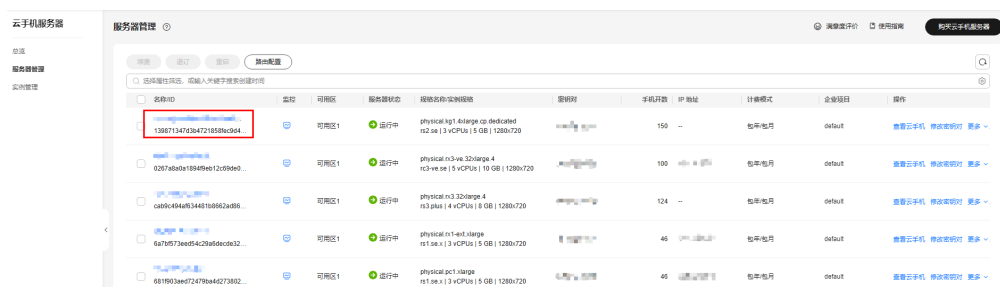 云手机服务器
总览
服务器管理
实例管理
服务器管理
满意度评价 使用指南 购买云手机服务器
续费 退订 重启 路由配置
选择属性筛选，或输入关键字搜索创建时间
名称/ID 监控 可用区 服务器状态 规格名称/实例规格 密钥对 手机开数 IP 地址 计费模式 企业项目 操作
139871347d3b4721858fec9d4... 可用区1 运行中 physical.kg1.4xlarge.cp.dedicated 150 -- 包年/包月 default 查看云手机 修改密钥对 更多
rs2.se | 3 vCPUs | 5 GB | 1280x720
0267a8a0a1894f9eb12c69de0... 可用区1 运行中 physical.rx3-ve.32xlarge.4 100 包年/包月 default 查看云手机 修改密钥对 更多
rc3-ve.se | 5 vCPUs | 10 GB | 1280x720
cab9c494af634481b8662ad86... 可用区1 运行中 physical.rx3.32xlarge.4 124 -- 包年/包月 default 查看云手机 修改密钥对 更多
rs3.plus | 4 vCPUs | 8 GB | 1280x720
6a7bf573eed54c29a6decde32... 可用区1 运行中 physical.rx1-ext.xlarge 46 包年/包月 default 查看云手机 修改密钥对 更多
rs1.se.x | 3 vCPUs | 5 GB | 1280x720
681f903aed72479ba4d273802... 可用区1 运行中 physical.pc1.xlarge 46 包年/包月 default 查看云手机 修改密钥对 更多
rs1.se.x | 3 vCPUs | 5 GB | 1280x720